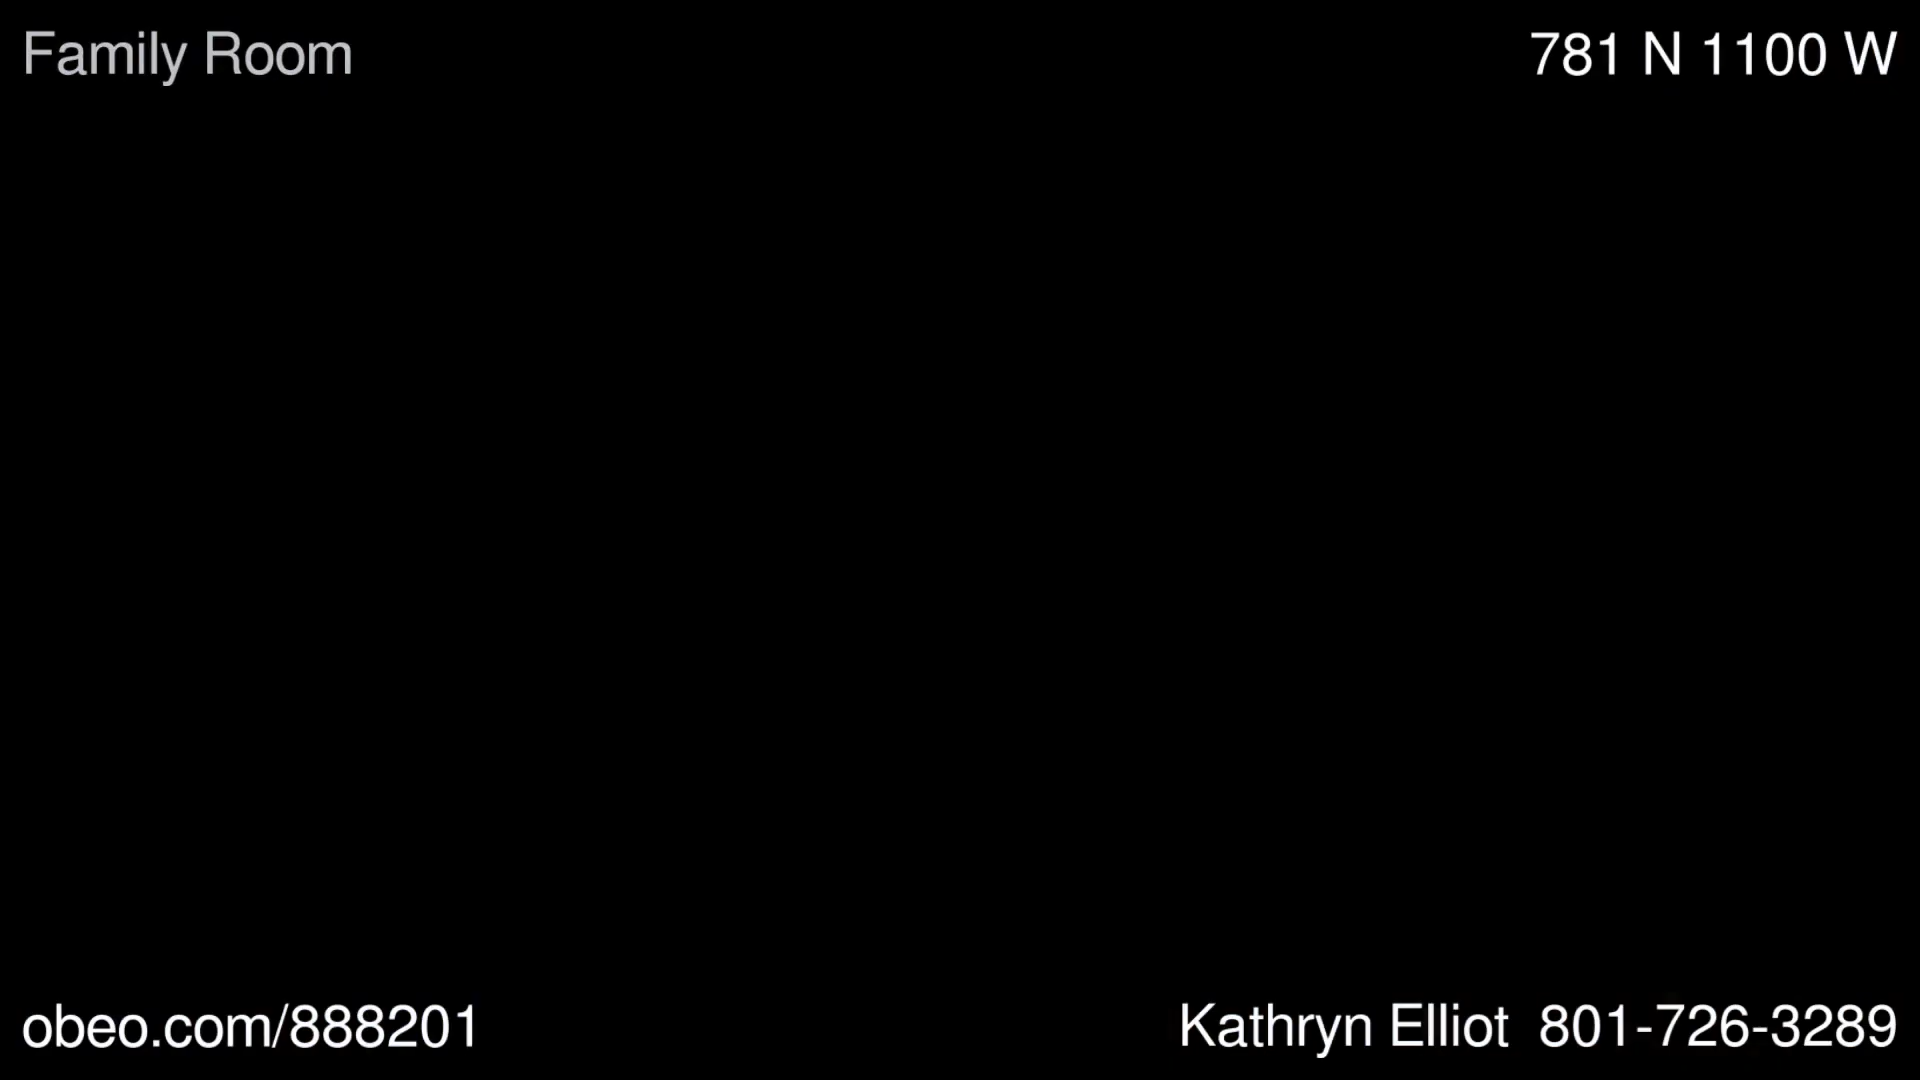 Family Room
781 N 1100 W
obeo.com/888201
Kathryn Elliot  801-726-3289